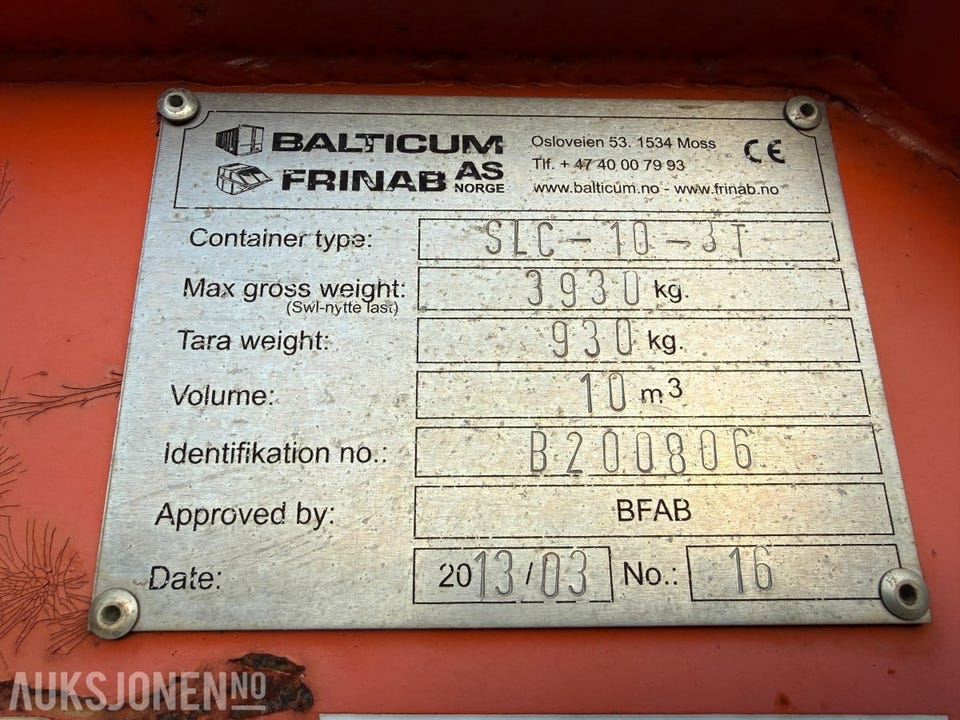 BALTICUM
FRINAB AS NORGE
Osloveien 53. 1534 Moss
Tlf. + 47 40 00 79 93
www.balticum.no - www.frinab.no
CE
Container type: SLC-10-3T
Max gross weight: 3930 kg.
(Swl-nytte last)
Tara weight: 930 kg.
Volume: 10 m³
Identifikation no.: B200806
Approved by: BFAB
Date: 2013/03 No.: 16
AUKSJONEN NO